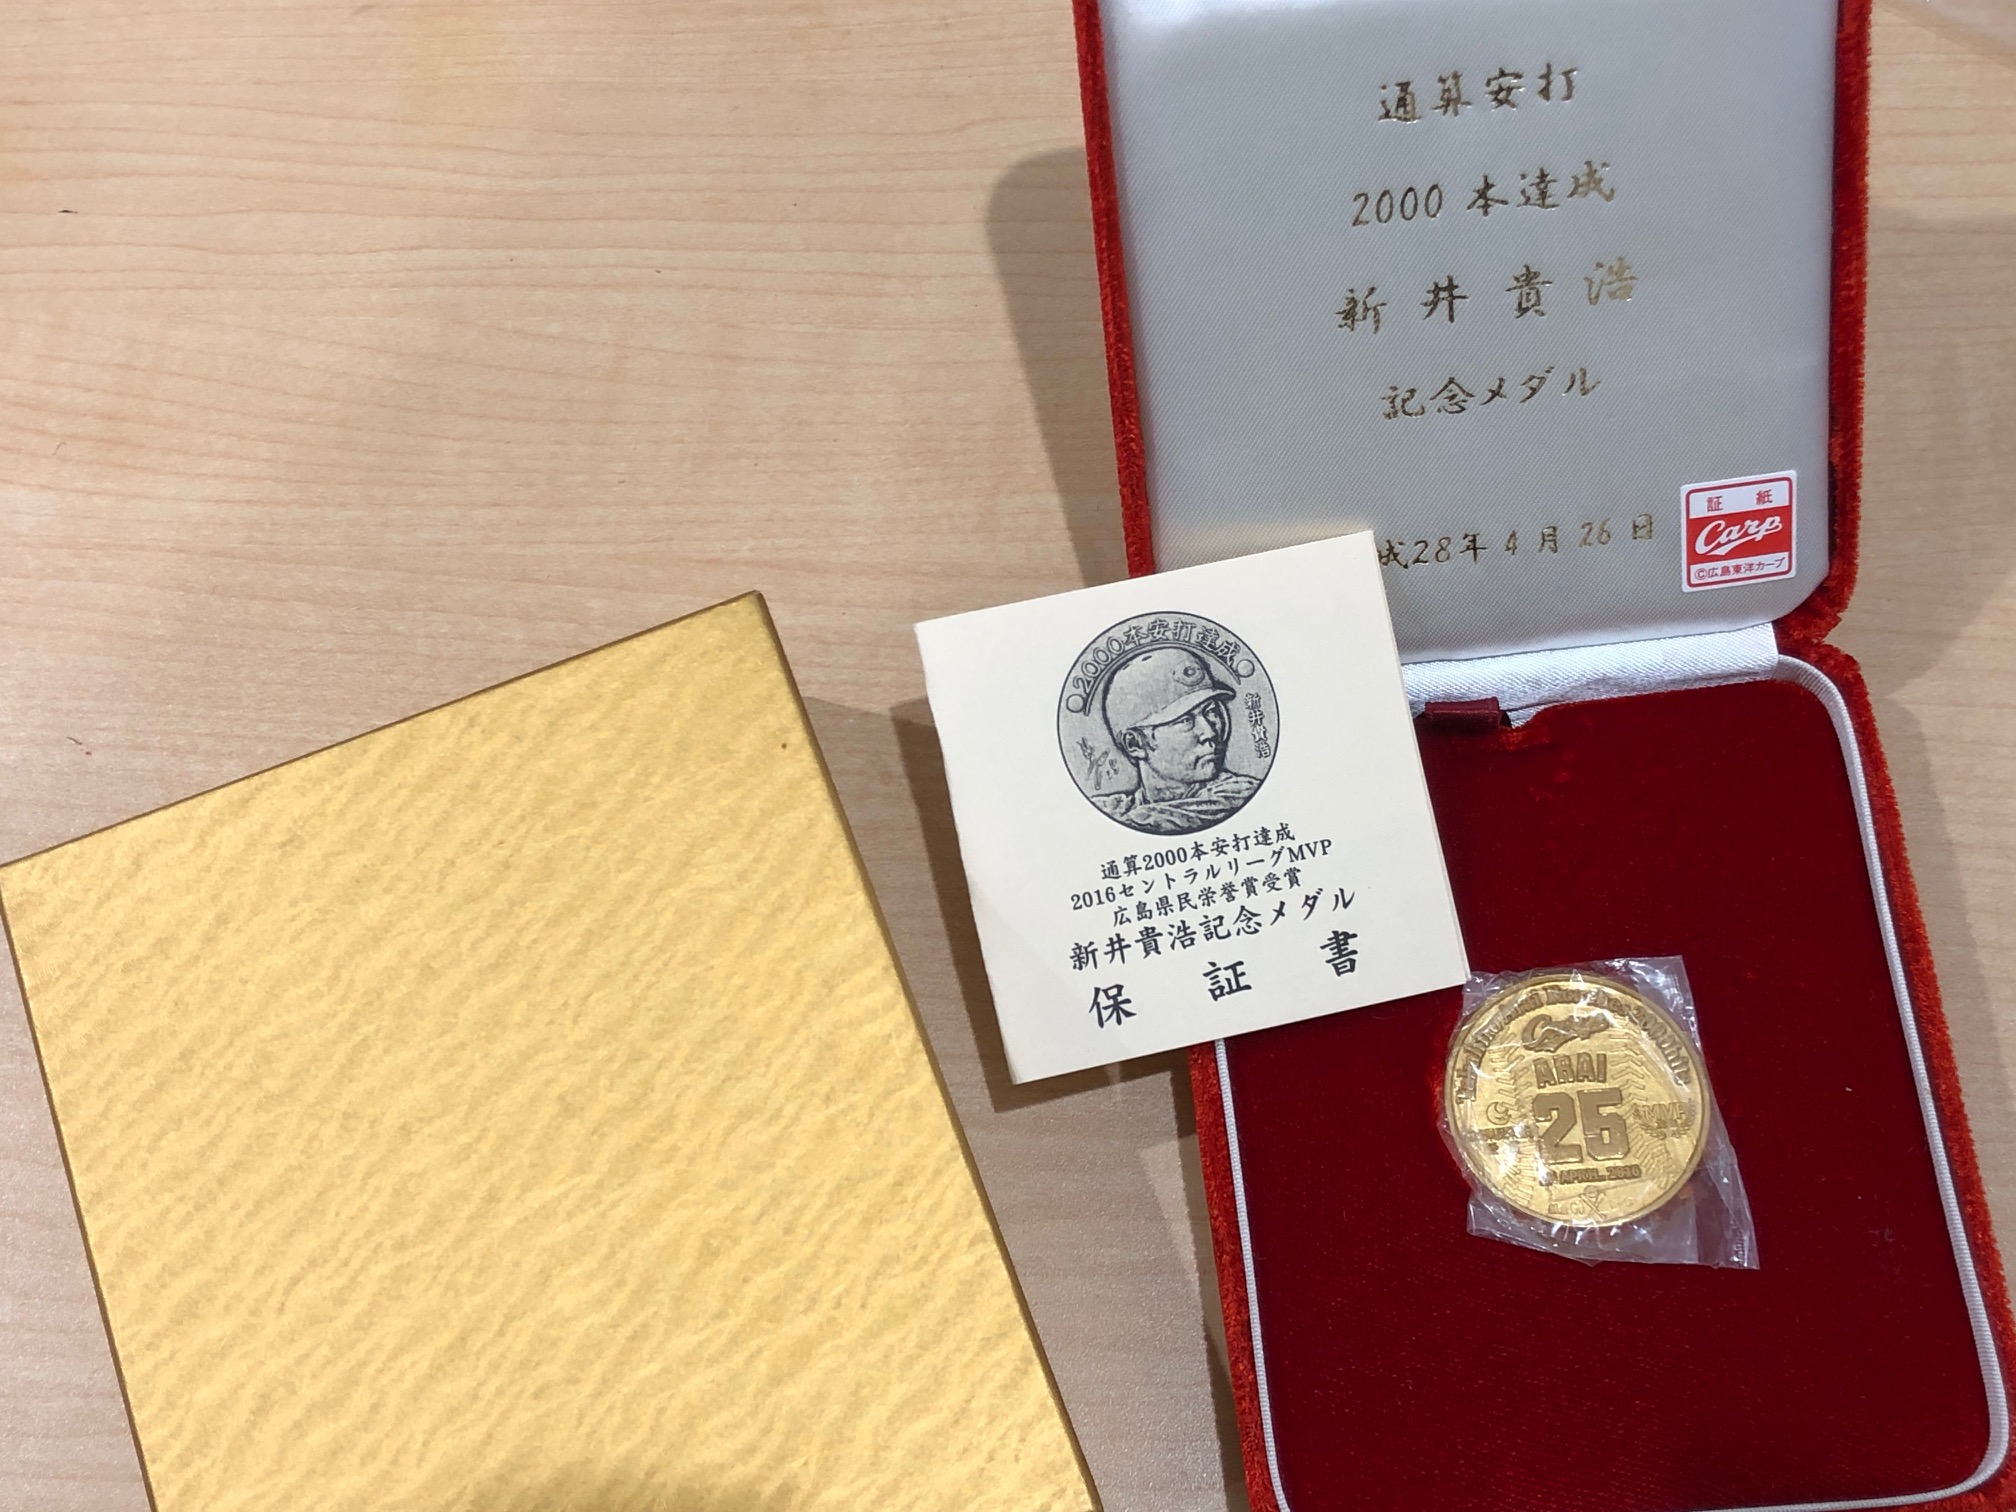 通算安打
2000本達成
新井貴浩
記念メダル
成28年4月26日
証紙
Carp
©広島東洋カープ
2000本安打達成
新井貴浩
通算2000本安打達成
2016セントラルリーグMVP
広島県民栄誉賞受賞
新井貴浩記念メダル
保証書
Carp
ARAI
25
MVP
APRIL. 2016